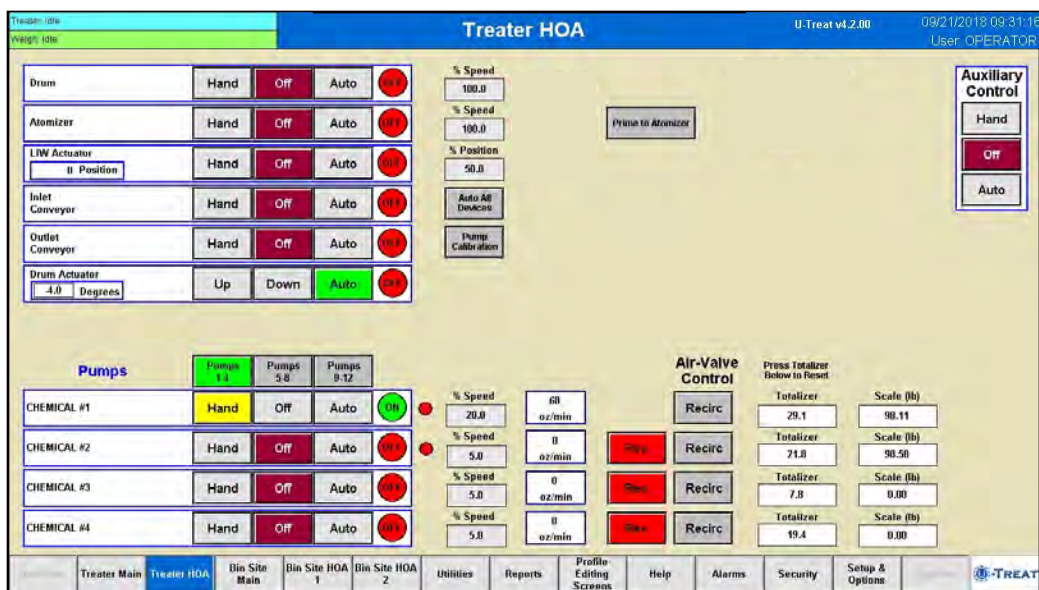 Treater: Idle
Weigh: Idle
Treater HOA
U-Treat v4.2.00
09/21/2018 09:31:16
User: OPERATOR
Drum
Hand
Off
Auto
OFF
% Speed
100.0
Atomizer
Hand
Off
Auto
OFF
% Speed
100.0
Prime to Atomizer
LIW Actuator
0 Position
Hand
Off
Auto
OFF
% Position
50.0
Inlet
Conveyor
Hand
Off
Auto
OFF
Auto All
Devices
Outlet
Conveyor
Hand
Off
Auto
OFF
Pump
Calibration
Drum Actuator
-4.0 Degrees
Up
Down
Auto
OFF
Auxiliary
Control
Hand
Off
Auto
Pumps
Pumps
1-4
Pumps
5-8
Pumps
9-12
Air-Valve
Control
Press Totalizer
Below to Reset
CHEMICAL #1
Hand
Off
Auto
ON
% Speed
20.0
68
oz/min
Recirc
Totalizer
29.1
Scale (lb)
98.11
CHEMICAL #2
Hand
Off
Auto
OFF
% Speed
5.0
0
oz/min
Recirc
Totalizer
21.0
Scale (lb)
98.50
CHEMICAL #3
Hand
Off
Auto
OFF
% Speed
5.0
0
oz/min
Recirc
Totalizer
7.8
Scale (lb)
0.00
CHEMICAL #4
Hand
Off
Auto
OFF
% Speed
5.0
0
oz/min
Recirc
Totalizer
19.4
Scale (lb)
0.00
Treater Main
Treater HOA
Bin Site
Main
Bin Site HOA
1
Bin Site HOA
2
Utilities
Reports
Profile
Editing
Screens
Help
Alarms
Security
Setup &
Options
U-TREAT